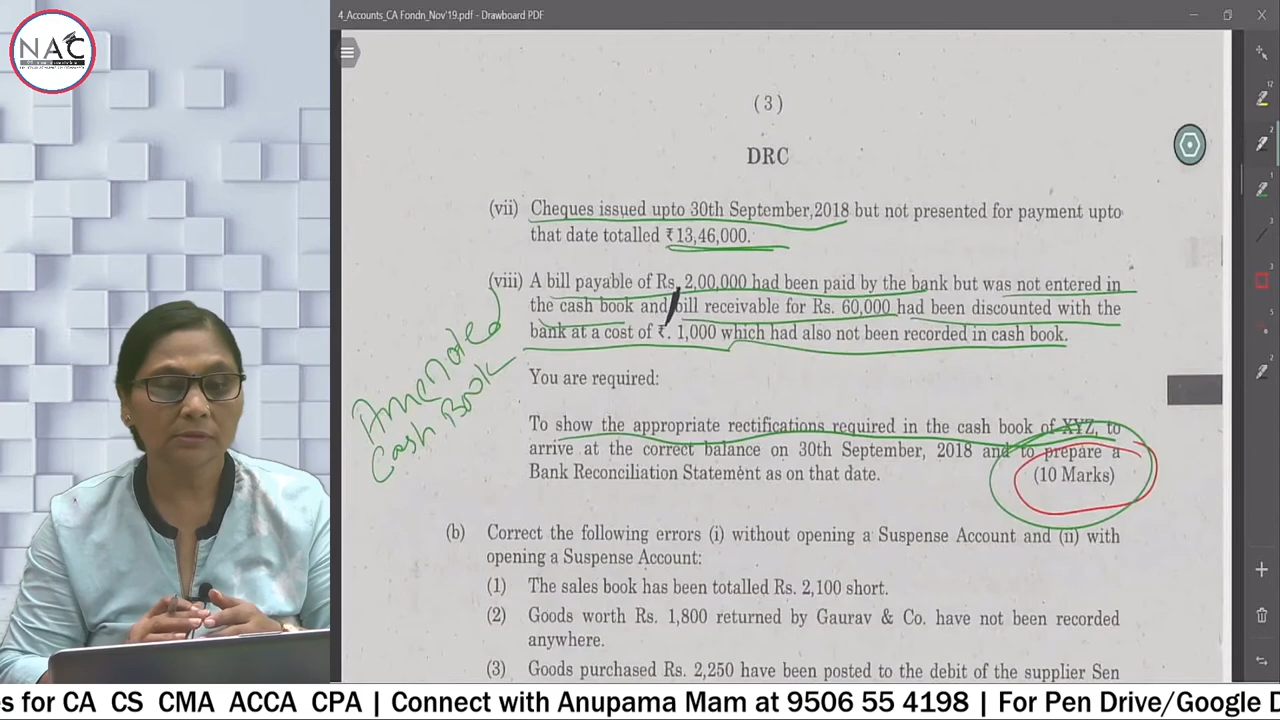 4_Accounts_CA Fondn_Nov'19.pdf - Drawboard PDF
NAC
(3)
DRC
(vii) Cheques issued upto 30th September,2018 but not presented for payment upto
that date totalled ₹ 13,46,000.
(viii) A bill payable of Rs. 2,00,000 had been paid by the bank but was not entered in
the cash book and bill receivable for Rs. 60,000 had been discounted with the
bank at a cost of ₹. 1,000 which had also not been recorded in cash book.
Amended
Cash Book
You are required:
To show the appropriate rectifications required in the cash book of XYZ, to
arrive at the correct balance on 30th September, 2018 and to prepare a
Bank Reconciliation Statement as on that date. (10 Marks)
(b) Correct the following errors (i) without opening a Suspense Account and (ii) with
opening a Suspense Account:
(1) The sales book has been totalled Rs. 2,100 short.
(2) Goods worth Rs. 1,800 returned by Gaurav & Co. have not been recorded
anywhere.
(3) Goods purchased Rs. 2,250 have been posted to the debit of the supplier Sen
es for CA CS CMA ACCA CPA | Connect with Anupama Mam at 9506 55 4198 | For Pen Drive/Google D